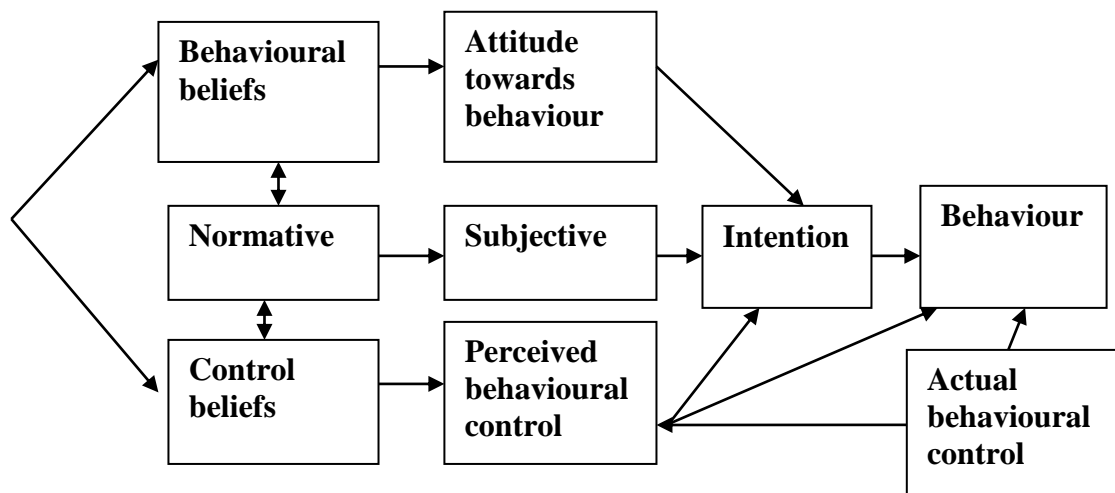 Behavioural
beliefs
Attitude
towards
behaviour
Normative
Subjective
Intention
Behaviour
Control
beliefs
Perceived
behavioural
control
Actual
behavioural
control